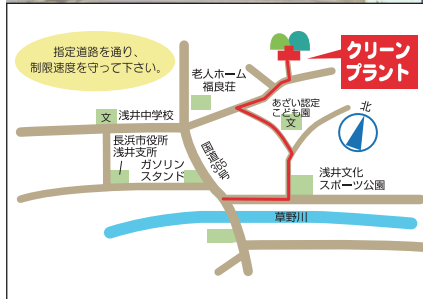 指定道路を通り、
制限速度を守って下さい。
クリーン
プラント
老人ホーム
福良荘
あざい認定
こども園
文
北
文 浅井中学校
長浜市役所
浅井支所
ガソリン
スタンド
国道365号
浅井文化
スポーツ公園
草野川